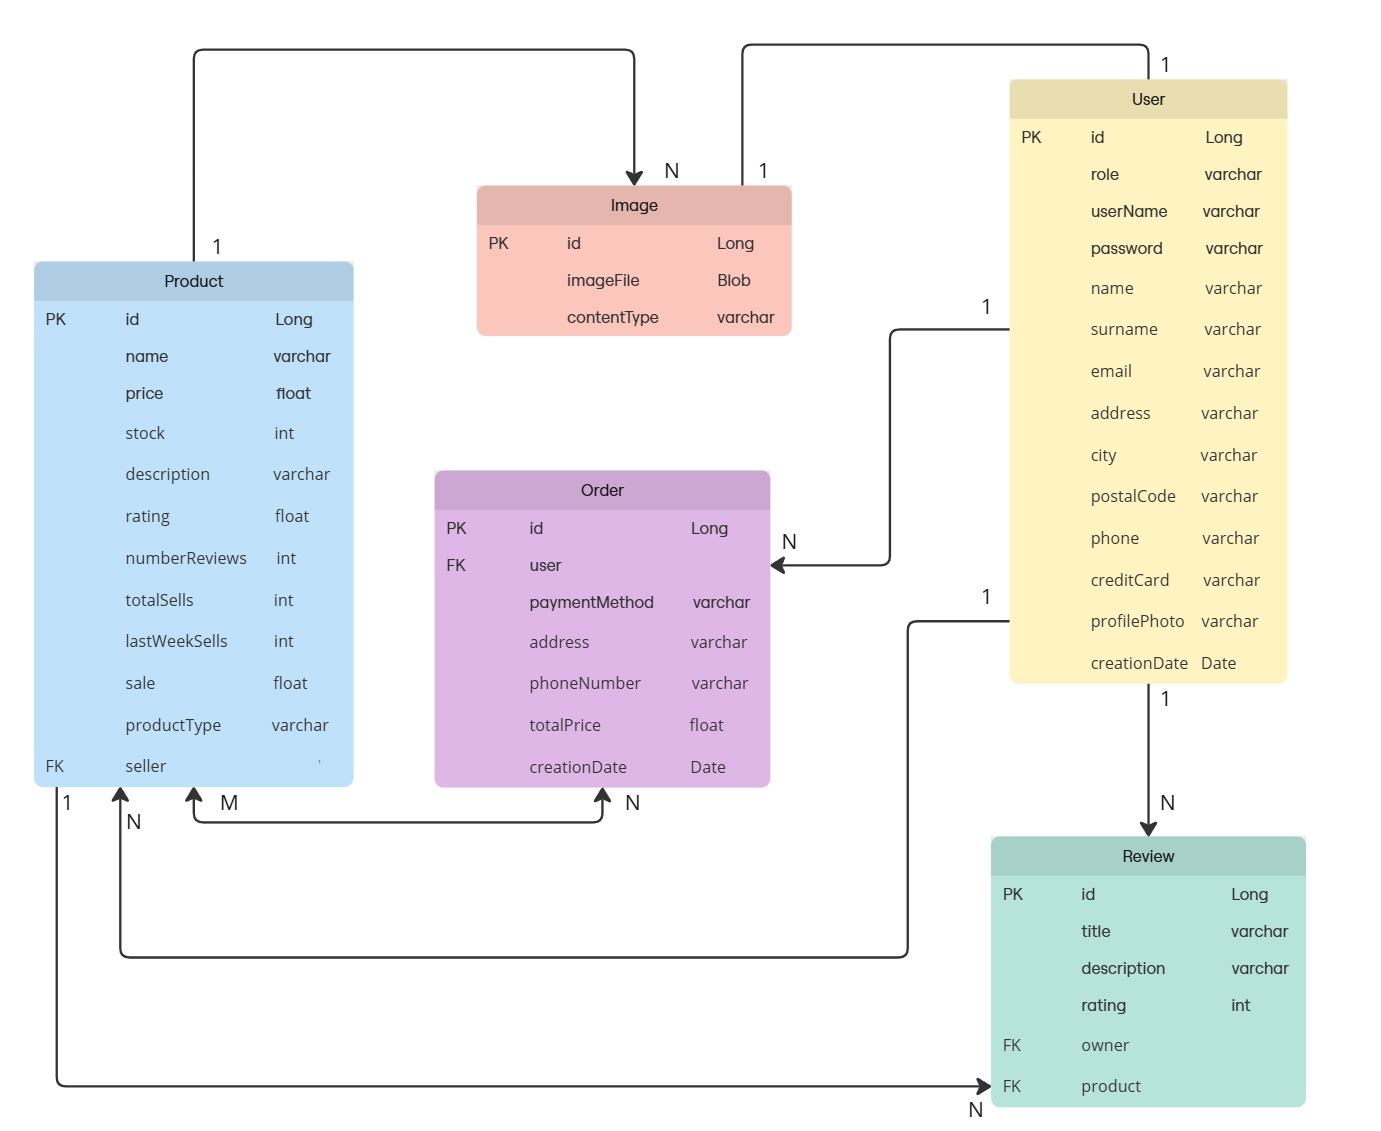 1
User
PK id Long
role varchar
userName varchar
password varchar
name varchar
surname varchar
email varchar
address varchar
city varchar
postalCode varchar
phone varchar
creditCard varchar
profilePhoto varchar
creationDate Date
N
1
Image
PK id Long
imageFile Blob
contentType varchar
1
Product
PK id Long
name varchar
price float
stock int
description varchar
rating float
numberReviews int
totalSells int
lastWeekSells int
sale float
productType varchar
FK seller
1
Order
PK id Long
FK user
paymentMethod varchar
address varchar
phoneNumber varchar
totalPrice float
creationDate Date
N
1
1
1
N
M
N
N
Review
PK id Long
title varchar
description varchar
rating int
FK owner
FK product
N